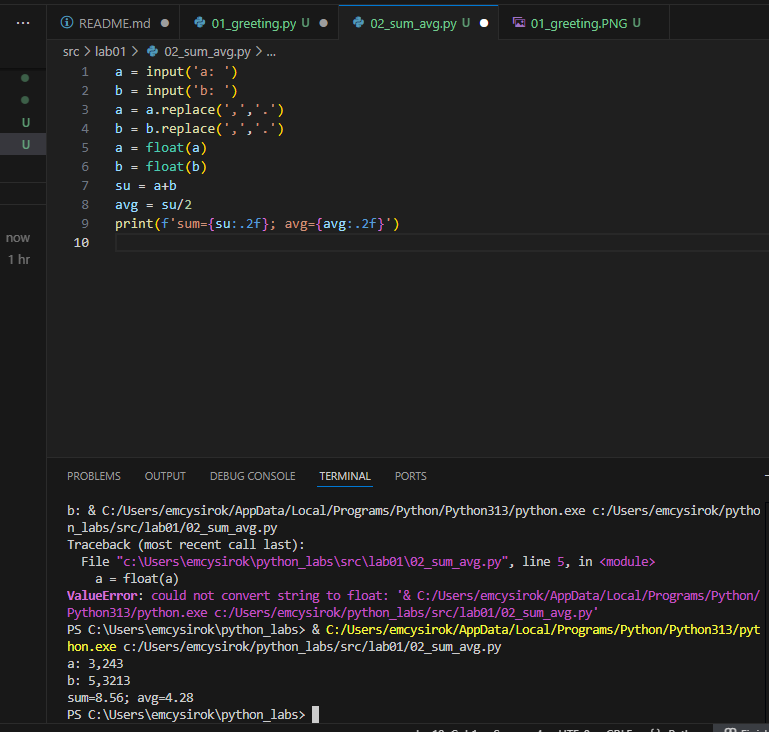 ... README.md 01_greeting.py U 02_sum_avg.py U 01_greeting.PNG U
src > lab01 > 02_sum_avg.py > ...
U
U
now
1 hr
1 a = input('a: ')
2 b = input('b: ')
3 a = a.replace(',','.')
4 b = b.replace(',','.')
5 a = float(a)
6 b = float(b)
7 su = a+b
8 avg = su/2
9 print(f'sum={su:.2f}; avg={avg:.2f}')
10
PROBLEMS OUTPUT DEBUG CONSOLE TERMINAL PORTS
b: & C:/Users/emcysirok/AppData/Local/Programs/Python/Python313/python.exe c:/Users/emcysirok/pytho
n_labs/src/lab01/02_sum_avg.py
Traceback (most recent call last):
File "c:\Users\emcysirok\python_labs\src\lab01\02_sum_avg.py", line 5, in <module>
a = float(a)
ValueError: could not convert string to float: '& C:/Users/emcysirok/AppData/Local/Programs/Python/
Python313/python.exe c:/Users/emcysirok/python_labs/src/lab01/02_sum_avg.py'
PS C:\Users\emcysirok\python_labs> & C:/Users/emcysirok/AppData/Local/Programs/Python/Python313/pyt
hon.exe c:/Users/emcysirok/python_labs/src/lab01/02_sum_avg.py
a: 3,243
b: 5,3213
sum=8.56; avg=4.28
PS C:\Users\emcysirok\python_labs>